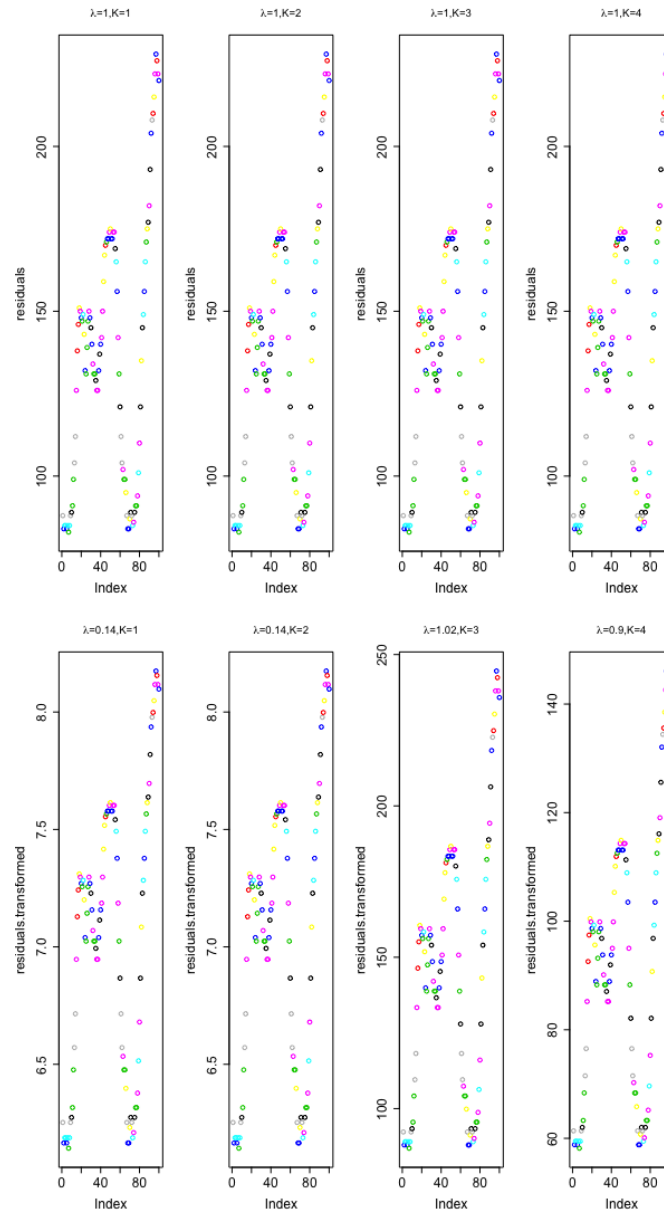 λ=1,K=1
λ=1,K=2
λ=1,K=3
λ=1,K=4
residuals
100
150
200
0 40 80
Index
residuals
100
150
200
0 40 80
Index
residuals
100
150
200
0 40 80
Index
residuals
100
150
200
0 40 80
Index
λ=0.14,K=1
λ=0.14,K=2
λ=1.02,K=3
λ=0.9,K=4
residuals.transformed
6.5
7.0
7.5
8.0
0 40 80
Index
residuals.transformed
6.5
7.0
7.5
8.0
0 40 80
Index
residuals.transformed
100
150
200
250
0 40 80
Index
residuals.transformed
60
80
100
120
140
0 40 80
Index